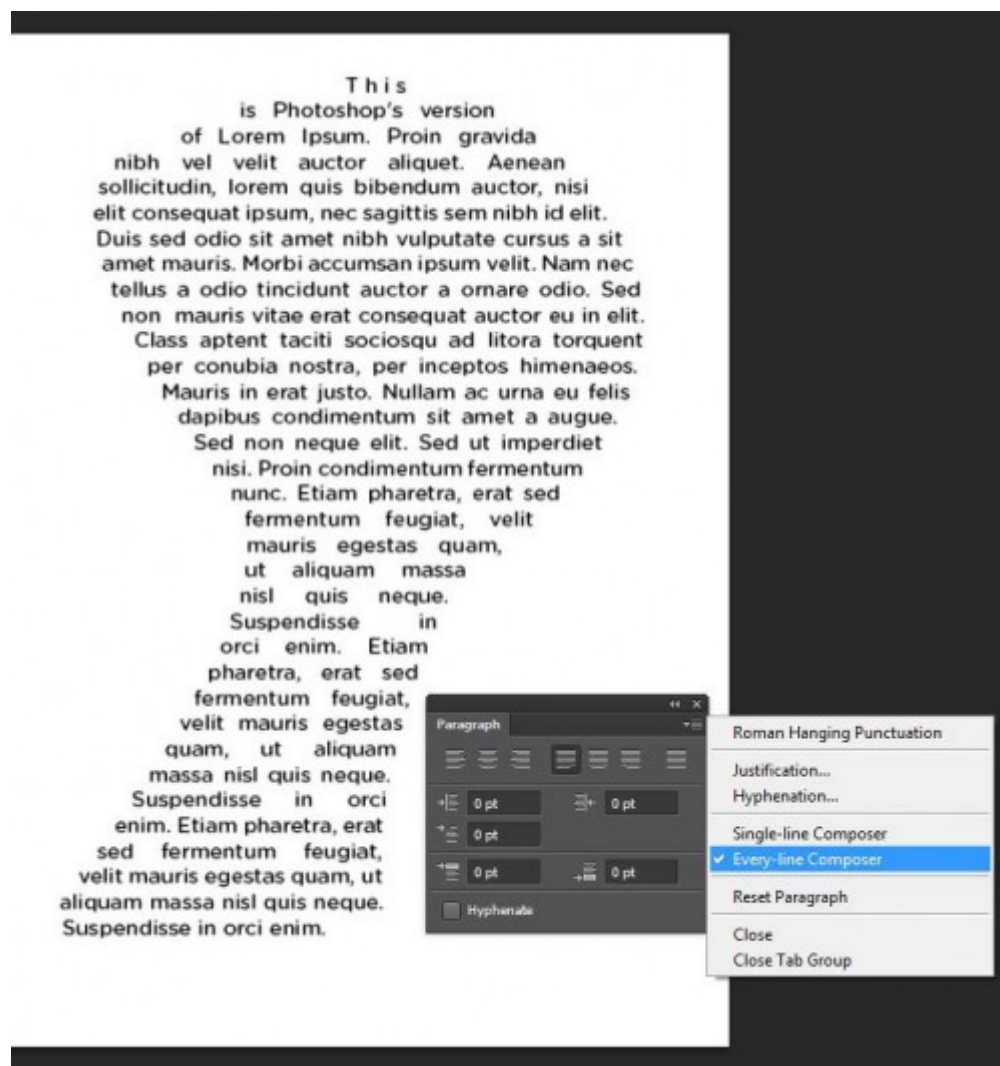 This
is Photoshop's version
of Lorem Ipsum. Proin gravida
nibh vel velit auctor aliquet. Aenean
sollicitudin, lorem quis bibendum auctor, nisi
elit consequat ipsum, nec sagittis sem nibh id elit.
Duis sed odio sit amet nibh vulputate cursus a sit
amet mauris. Morbi accumsan ipsum velit. Nam nec
tellus a odio tincidunt auctor a ornare odio. Sed
non mauris vitae erat consequat auctor eu in elit.
Class aptent taciti sociosqu ad litora torquent
per conubia nostra, per inceptos himenaeos.
Mauris in erat justo. Nullam ac urna eu felis
dapibus condimentum sit amet a augue.
Sed non neque elit. Sed ut imperdiet
nisi. Proin condimentum fermentum
nunc. Etiam pharetra, erat sed
fermentum feugiat, velit
mauris egestas quam,
ut aliquam massa
nisl quis neque.
Suspendisse in
orci enim. Etiam
pharetra, erat sed
fermentum feugiat,
velit mauris egestas
quam, ut aliquam
massa nisl quis neque.
Suspendisse in orci
enim. Etiam pharetra, erat
sed fermentum feugiat,
velit mauris egestas quam, ut
aliquam massa nisl quis neque.
Suspendisse in orci enim.
Paragraph
0 pt 0 pt
0 pt
0 pt 0 pt
Hyphenate
Roman Hanging Punctuation
Justification...
Hyphenation...
Single-line Composer
Every-line Composer
Reset Paragraph
Close
Close Tab Group